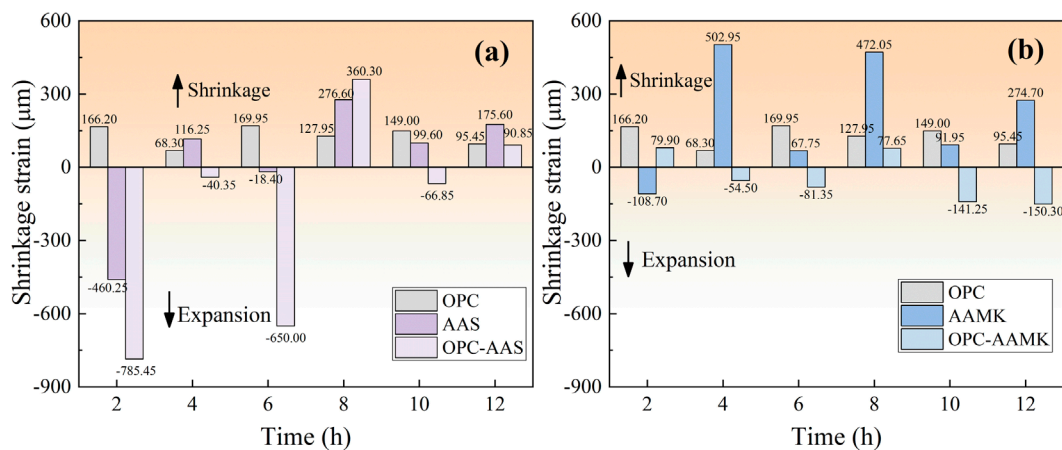 (a)
Shrinkage strain (μm)
600
300
0
-300
-600
-900
Shrinkage
Expansion
166.20
-460.25
-785.45
68.30
116.25
-40.35
169.95
-18.40
-650.00
127.95
276.60
360.30
149.00
99.60
-66.85
95.45
175.60
90.85
OPC
AAS
OPC-AAS
2 4 6 8 10 12
Time (h)
(b)
Shrinkage strain (μm)
600
300
0
-300
-600
-900
Shrinkage
Expansion
166.20
-108.70
79.90
68.30
502.95
-54.50
169.95
67.75
-81.35
127.95
472.05
77.65
149.00
91.95
-141.25
95.45
274.70
-150.30
OPC
AAMK
OPC-AAMK
2 4 6 8 10 12
Time (h)